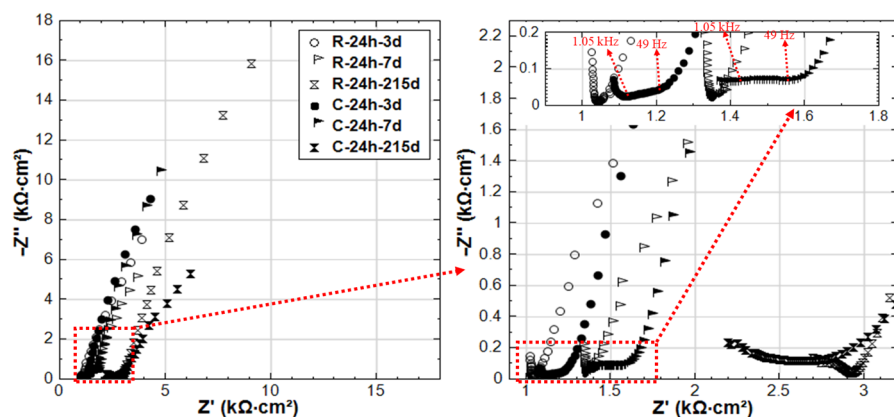 18
16
14
12
10
8
6
4
2
0
0 5 10 15
–Z'' (kΩ·cm²)
Z' (kΩ·cm²)
R-24h-3d
R-24h-7d
R-24h-215d
C-24h-3d
C-24h-7d
C-24h-215d
2.2
2
1.8
1.6
1.4
1.2
1
0.8
0.6
0.4
0.2
0
1 1.5 2 2.5 3
–Z'' (kΩ·cm²)
Z' (kΩ·cm²)
0.2
0.1
0
1 1.2 1.4 1.6 1.8
1.05 kHz
49 Hz
1.05 kHz
49 Hz